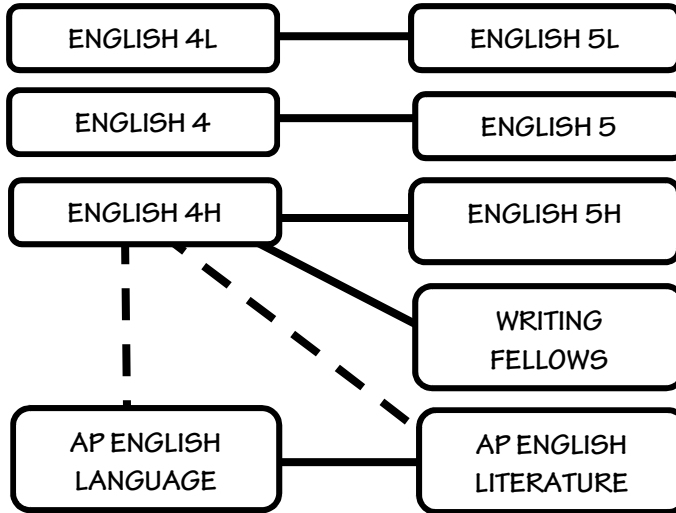 ENGLISH 4L
ENGLISH 5L
ENGLISH 4
ENGLISH 5
ENGLISH 4H
ENGLISH 5H
WRITING
FELLOWS
AP ENGLISH
LANGUAGE
AP ENGLISH
LITERATURE